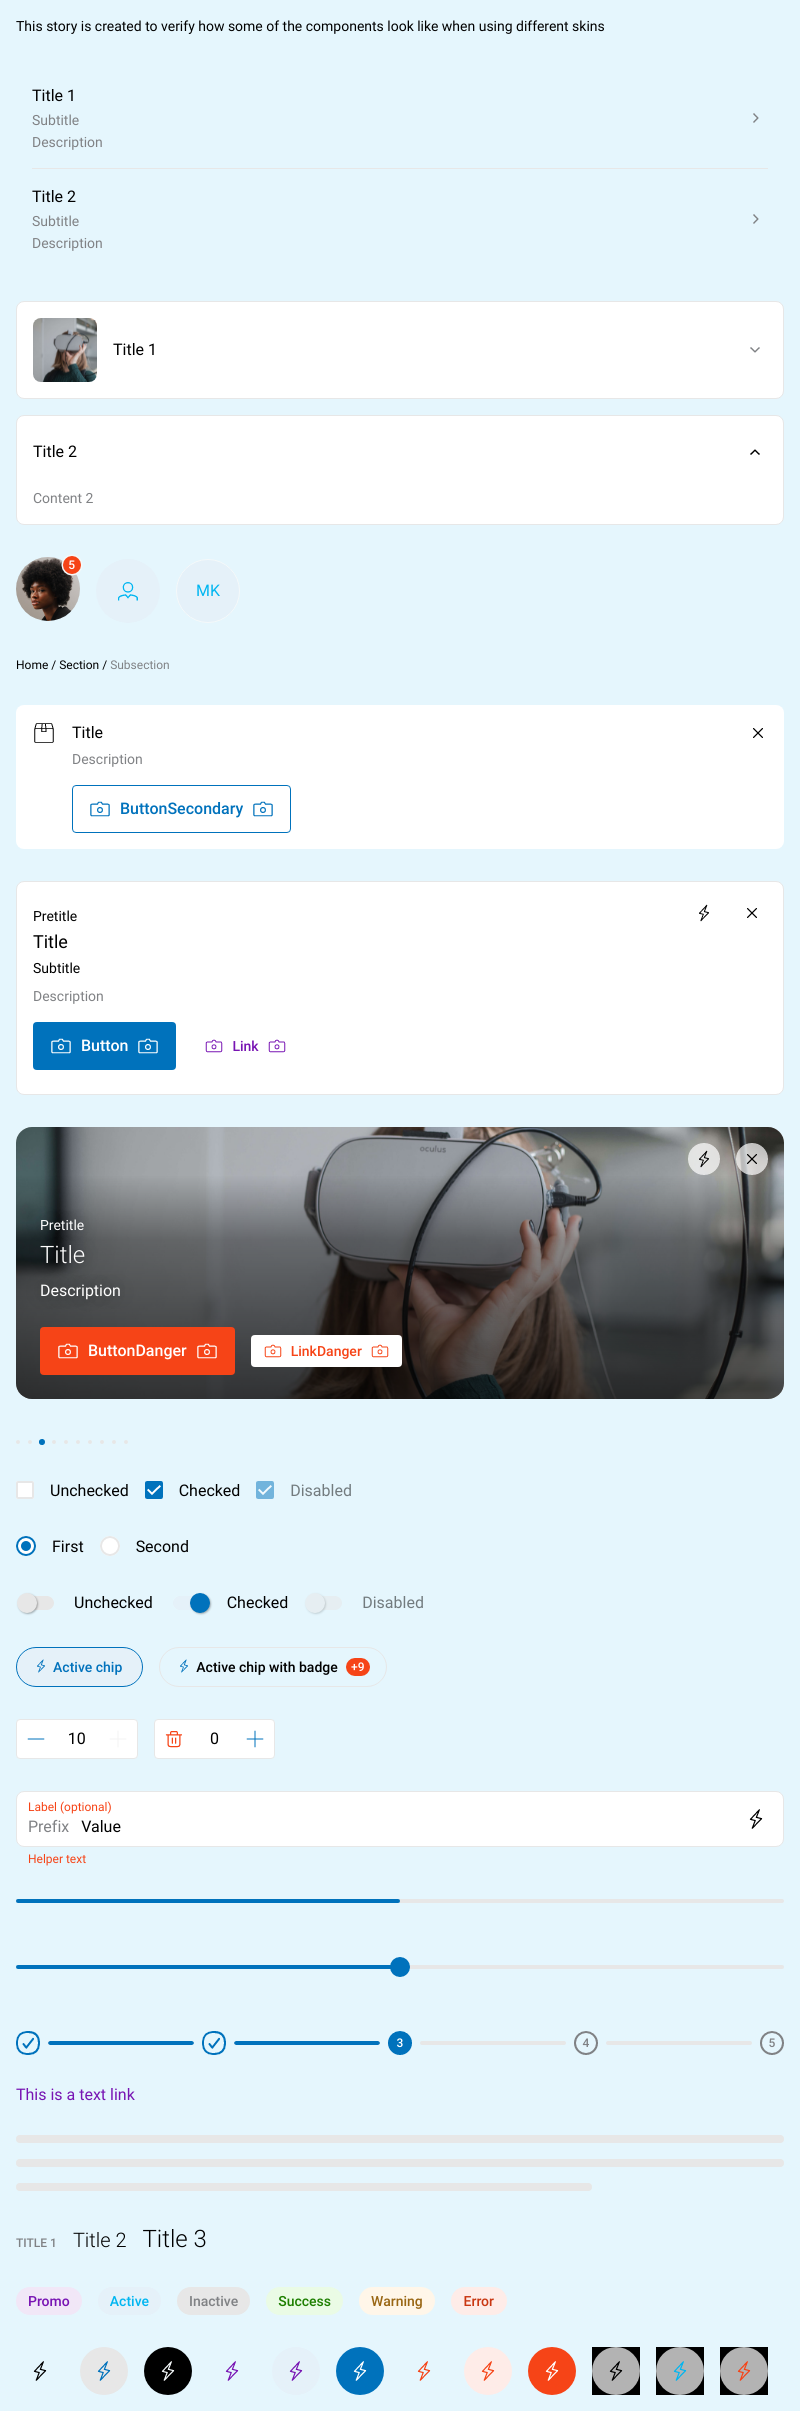 This story is created to verify how some of the components look like when using different skins
Title 1
Subtitle
Description
Title 2
Subtitle
Description
Title 1
Title 2
Content 2
5
MK
Home / Section / Subsection
Title
Description
ButtonSecondary
Pretitle
Title
Subtitle
Description
Button Link
oculus
Pretitle
Title
Description
ButtonDanger LinkDanger
Unchecked Checked Disabled
First Second
Unchecked Checked Disabled
Active chip Active chip with badge +9
10 0
Label (optional)
Prefix Value
Helper text
3 4 5
This is a text link
TITLE 1 Title 2 Title 3
Promo Active Inactive Success Warning Error